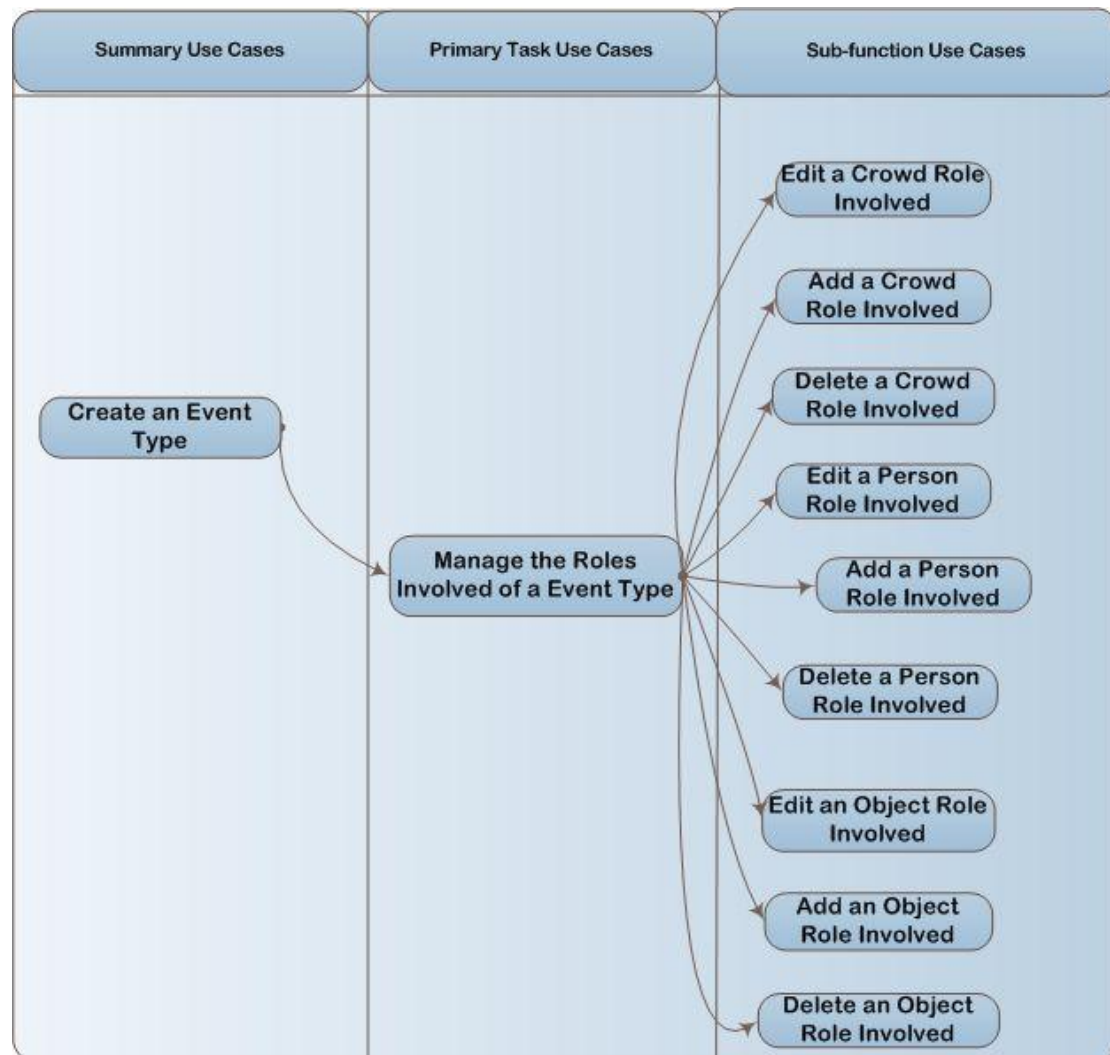 Summary Use Cases
Primary Task Use Cases
Sub-function Use Cases
Edit a Crowd Role
Involved
Add a Crowd
Role Involved
Delete a Crowd
Role Involved
Create an Event
Type
Edit a Person
Role Involved
Manage the Roles
Involved of a Event Type
Add a Person
Role Involved
Delete a Person
Role Involved
Edit an Object Role
Involved
Add an Object
Role Involved
Delete an Object
Role Involved